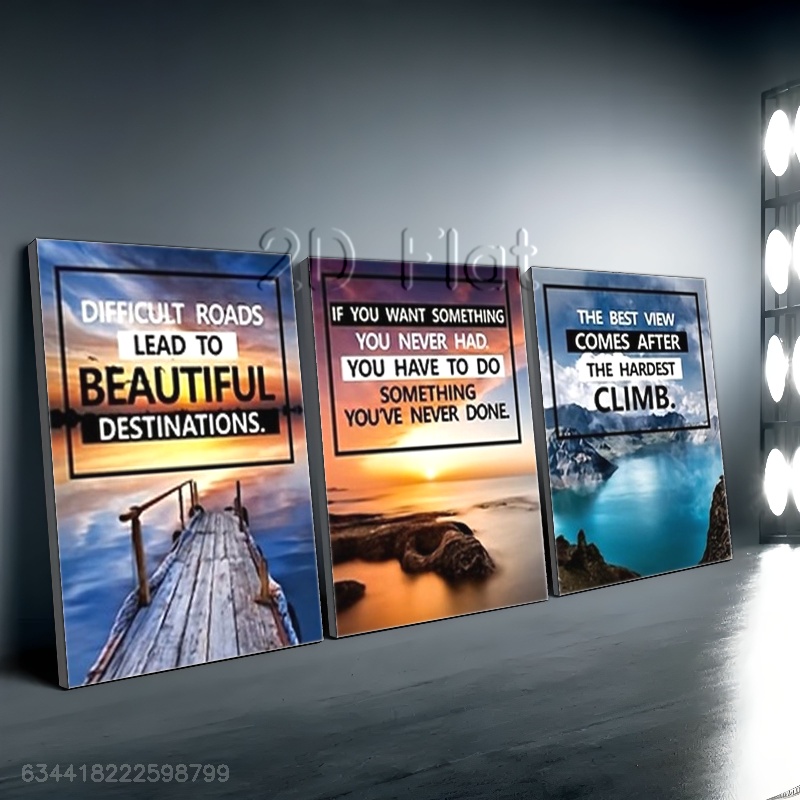 2D Flat
DIFFICULT ROADS
LEAD TO
BEAUTIFUL
DESTINATIONS.
IF YOU WANT SOMETHING
YOU NEVER HAD,
YOU HAVE TO DO
SOMETHING
YOU'VE NEVER DONE.
THE BEST VIEW
COMES AFTER
THE HARDEST
CLIMB.
634418222598799